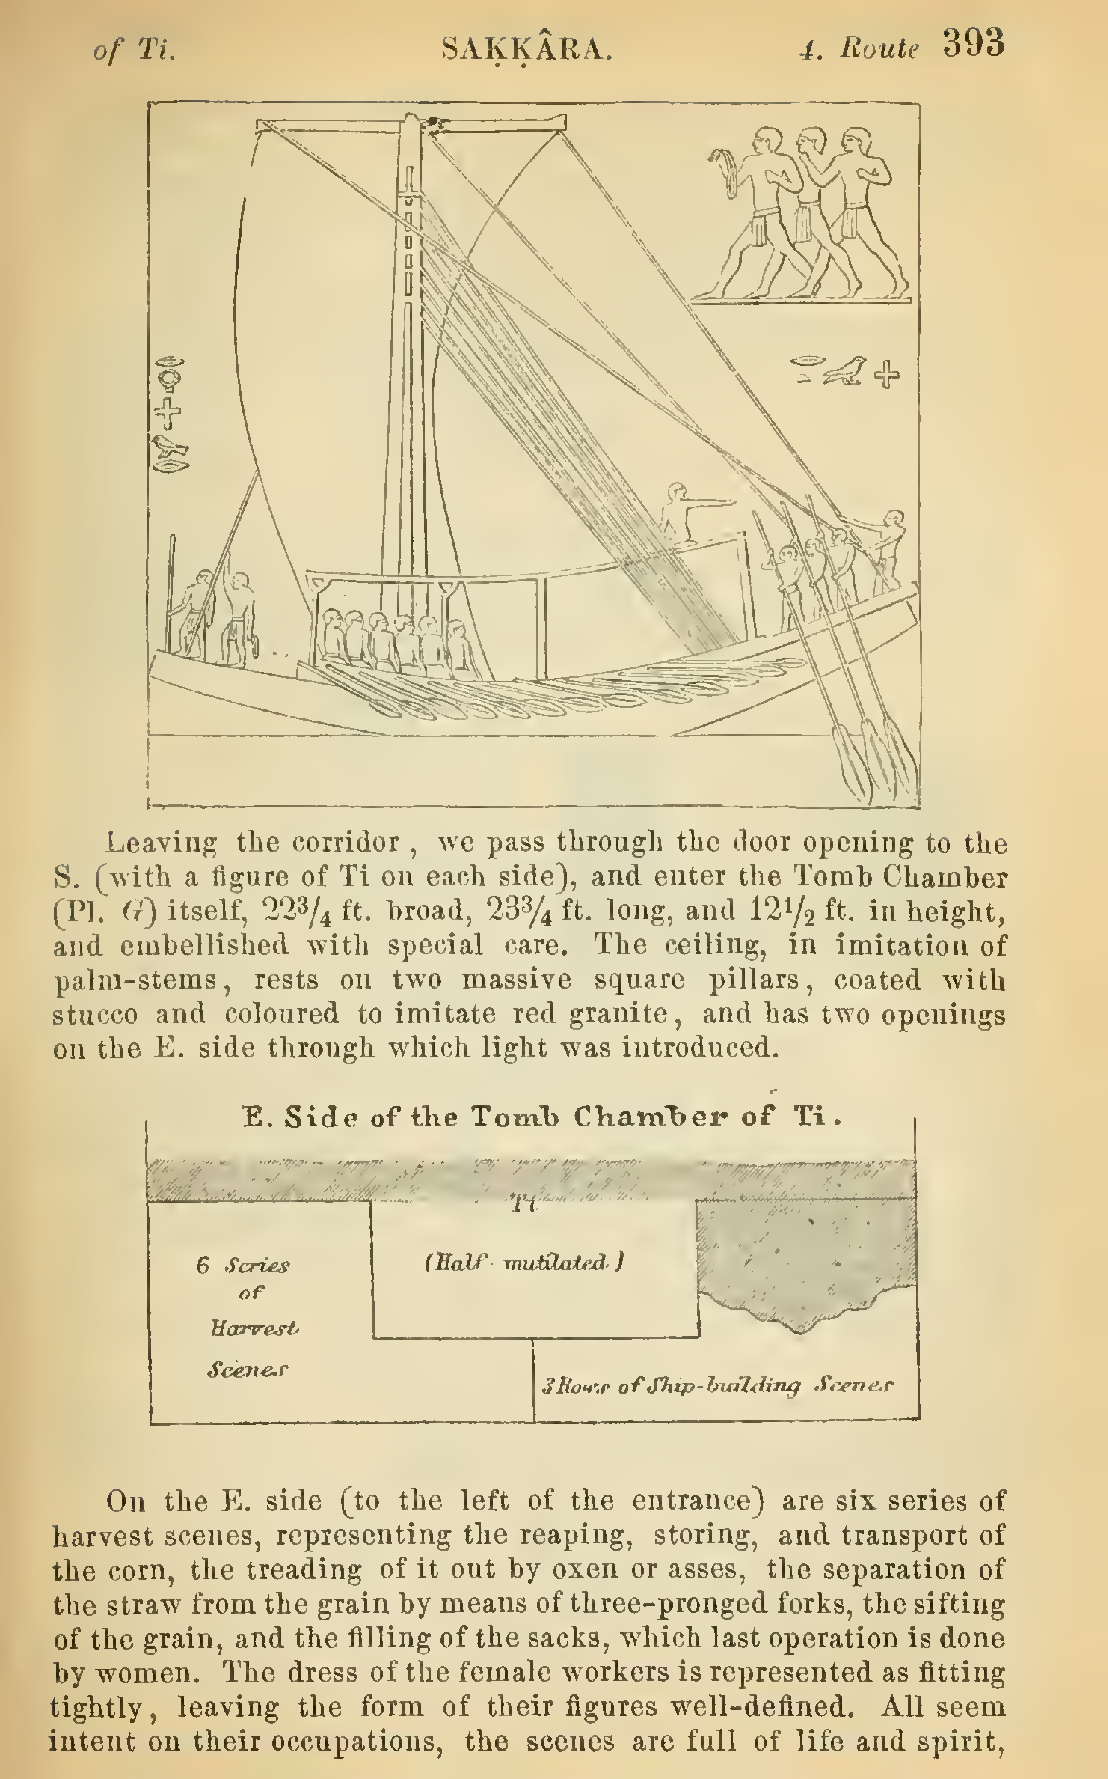 of Ti. SAḲḲÂRA. 4. Route 393
Leaving the corridor, we pass through the door opening to the
S. (with a figure of Ti on each side), and enter the Tomb Chamber
(Pl. G) itself, 22¾ ft. broad, 23¾ ft. long, and 12½ ft. in height,
and embellished with special care. The ceiling, in imitation of
palm-stems, rests on two massive square pillars, coated with
stucco and coloured to imitate red granite, and has two openings
on the E. side through which light was introduced.
E. Side of the Tomb Chamber of Ti.
Ti
(Half mutilated)
6 Series
of
Harvest
Scenes
3 Rows of Ship-building Scenes
On the E. side (to the left of the entrance) are six series of
harvest scenes, representing the reaping, storing, and transport of
the corn, the treading of it out by oxen or asses, the separation of
the straw from the grain by means of three-pronged forks, the sifting
of the grain, and the filling of the sacks, which last operation is done
by women. The dress of the female workers is represented as fitting
tightly, leaving the form of their figures well-defined. All seem
intent on their occupations, the scenes are full of life and spirit,